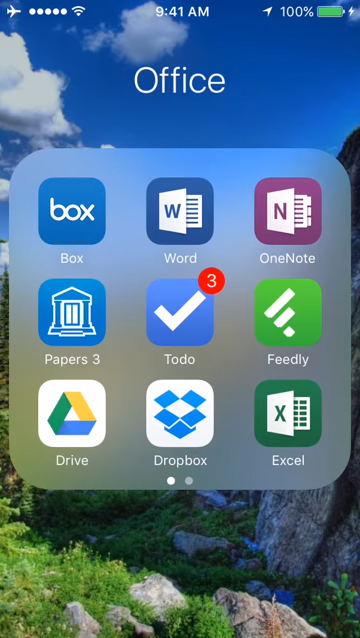 9:41 AM
100%
Office
box
W
N
Box
Word
OneNote
3
Papers 3
Todo
Feedly
X
Drive
Dropbox
Excel